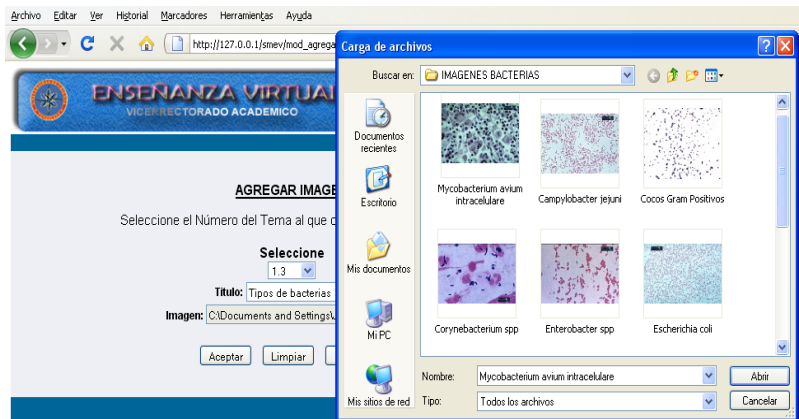 Archivo Editar Ver Historial Marcadores Herramientas Ayuda
http://127.0.0.1/smev/mod_agrega
ENSEÑANZA VIRTUAL
VICERRECTORADO ACADEMICO
AGREGAR IMAGE
Seleccione el Número del Tema al que
Seleccione
1.3
Titulo: Tipos de bacterias
Imagen: C:\Documents and Settings\
Aceptar Limpiar
Carga de archivos
Buscar en: IMAGENES BACTERIAS
Documentos
recientes
Escritorio
Mis documentos
Mi PC
Mis sitios de red
Mycobacterium avium
intracelulare
Campylobacter jejuni
Cocos Gram Positivos
Corynebacterium spp
Enterobacter spp
Escherichia coli
Nombre: Mycobacterium avium intracelulare
Abrir
Tipo: Todos los archivos
Cancelar